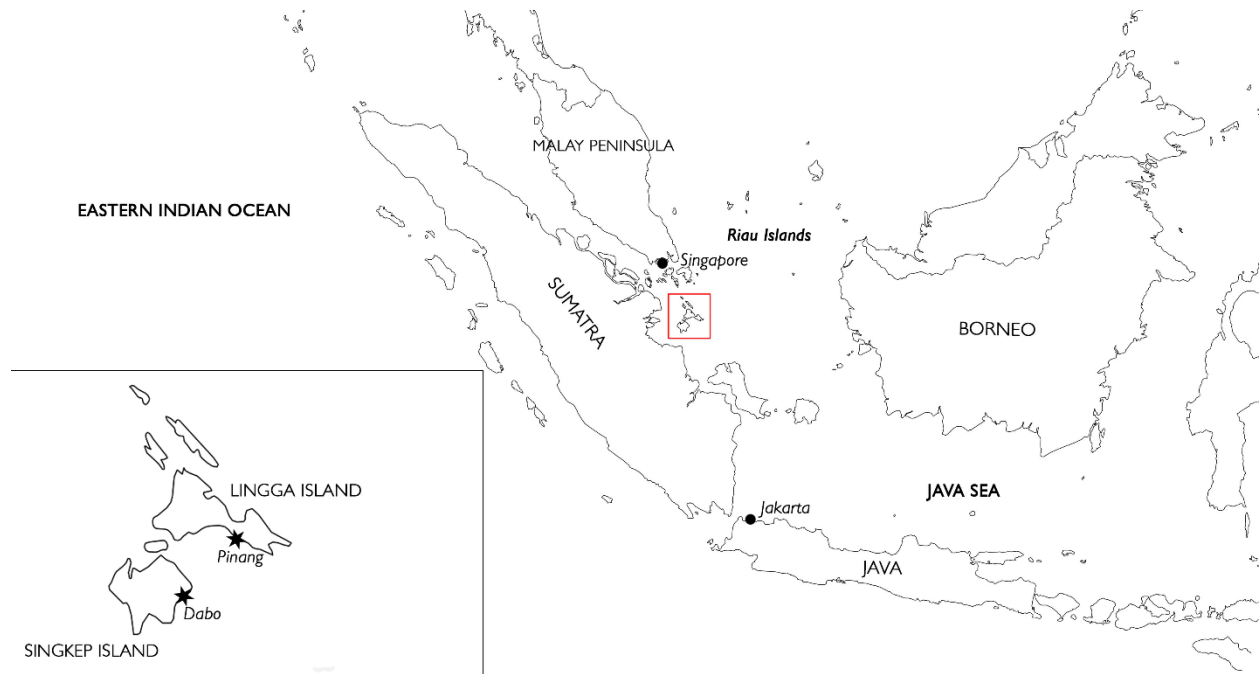 MALAY PENINSULA
EASTERN INDIAN OCEAN
Riau Islands
Singapore
SUMATRA
BORNEO
LINGGA ISLAND
JAVA SEA
Jakarta
Pinang
JAVA
Dabo
SINGKEP ISLAND